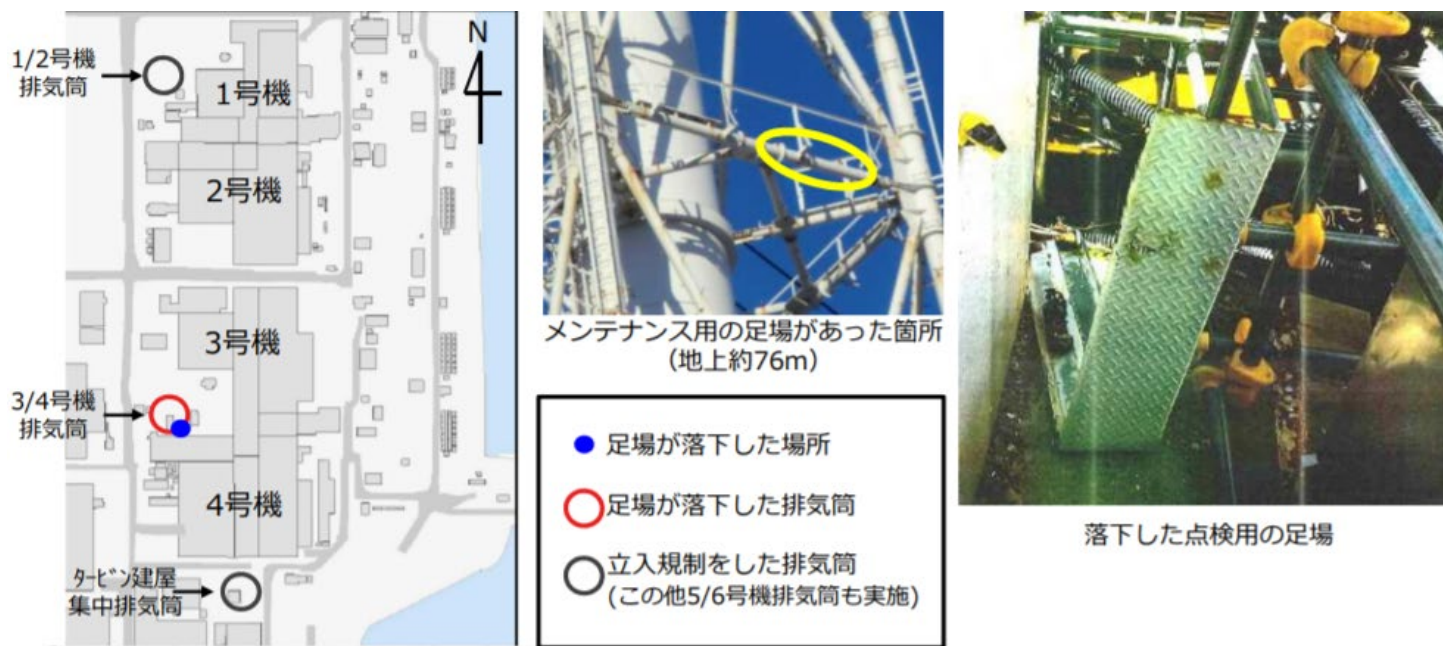 N
1/2号機
排気筒
1号機
2号機
3号機
3/4号機
排気筒
4号機
ﾀｰﾋﾞﾝ建屋
集中排気筒
メンテナンス用の足場があった箇所
(地上約76m)
足場が落下した場所
足場が落下した排気筒
立入規制をした排気筒
(この他5/6号機排気筒も実施)
落下した点検用の足場